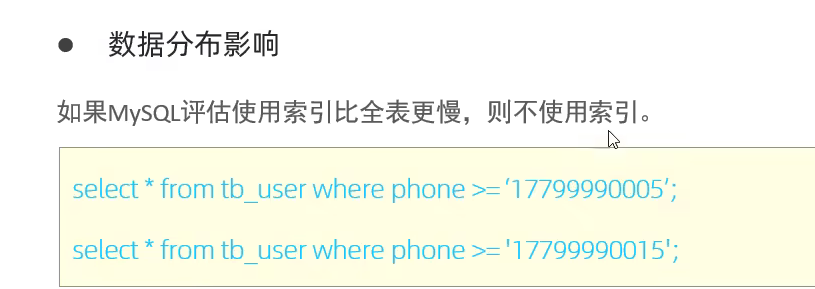 ● 数据分布影响
如果MySQL评估使用索引比全表更慢，则不使用索引。
select * from tb_user where phone >= ‘17799990005’;
select * from tb_user where phone >= '17799990015';